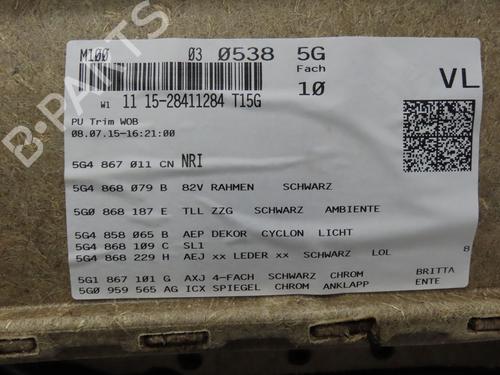 M100 03 0538 5G
Fach
10
VL
W1 11 15-28411284 T15G
PU Trim WOB
08.07.15-16:21:00
5G4 867 011 CN NRI
5G4 868 079 B 82V RAHMEN SCHWARZ
5G0 868 187 E TLL ZZG SCHWARZ AMBIENTE
5G4 858 065 B AEP DEKOR CYCLON LICHT
5G4 868 109 C SL1
5G4 868 229 H AEJ xx LEDER xx SCHWARZ LOL 8
5G1 867 101 G AXJ 4-FACH SCHWARZ CHROM BRITTA
5G0 959 565 AG ICX SPIEGEL CHROM ANKLAPP ENTE
B-PARTS